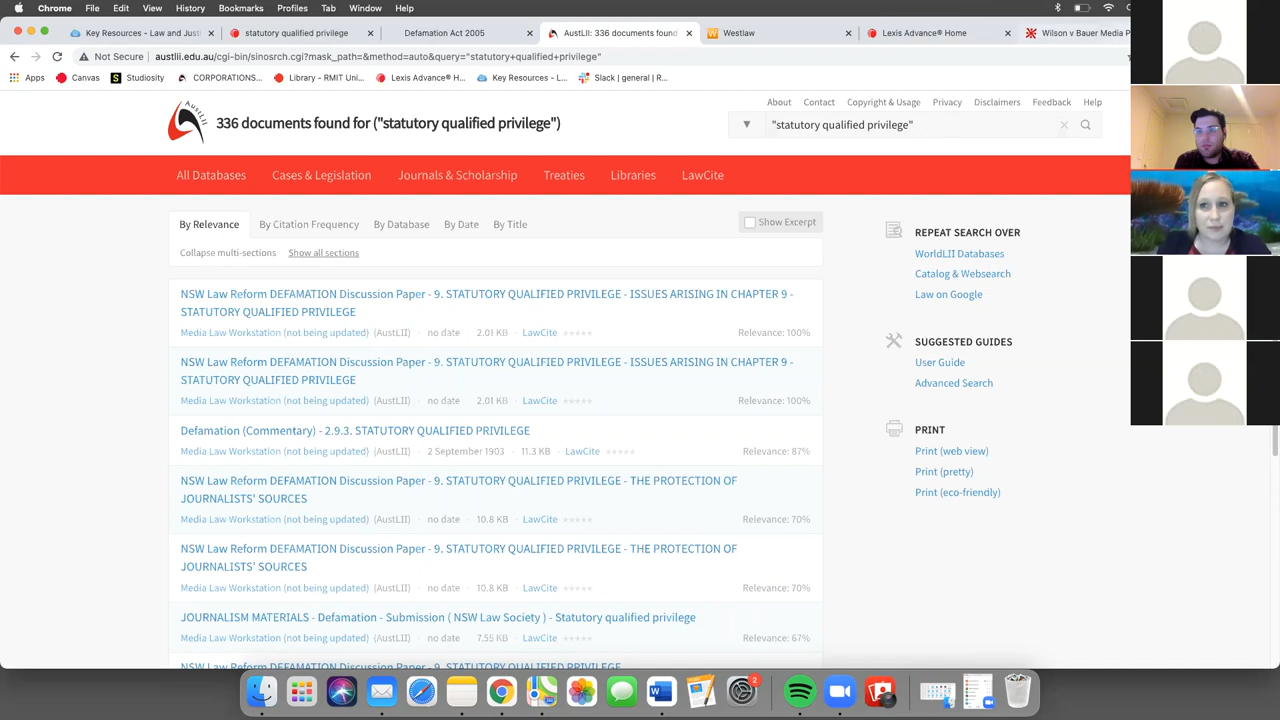 Chrome File Edit View History Bookmarks Profiles Tab Window Help
Key Resources - Law and Just
statutory qualified privilege
Defamation Act 2005
AustLII: 336 documents found
Westlaw
Lexis Advance® Home
Wilson v Bauer Media P
Not Secure austlii.edu.au/cgi-bin/sinosrch.cgi?mask_path=&method=auto&query="statutory+qualified+privilege"
Apps Canvas Studiosity CORPORATIONS... Library - RMIT Un... Lexis Advance® H... Key Resources - L... Slack | general | R...
About Contact Copyright & Usage Privacy Disclaimers Feedback Help
AustLII
336 documents found for ("statutory qualified privilege")
"statutory qualified privilege"
All Databases Cases & Legislation Journals & Scholarship Treaties Libraries LawCite
By Relevance By Citation Frequency By Database By Date By Title Show Excerpt
Collapse multi-sections Show all sections
NSW Law Reform DEFAMATION Discussion Paper - 9. STATUTORY QUALIFIED PRIVILEGE - ISSUES ARISING IN CHAPTER 9 -
STATUTORY QUALIFIED PRIVILEGE
Media Law Workstation (not being updated) (AustLII) · no date · 2.01 KB · LawCite Relevance: 100%
NSW Law Reform DEFAMATION Discussion Paper - 9. STATUTORY QUALIFIED PRIVILEGE - ISSUES ARISING IN CHAPTER 9 -
STATUTORY QUALIFIED PRIVILEGE
Media Law Workstation (not being updated) (AustLII) · no date · 2.01 KB · LawCite Relevance: 100%
Defamation (Commentary) - 2.9.3. STATUTORY QUALIFIED PRIVILEGE
Media Law Workstation (not being updated) (AustLII) · 2 September 1903 · 11.3 KB · LawCite Relevance: 87%
NSW Law Reform DEFAMATION Discussion Paper - 9. STATUTORY QUALIFIED PRIVILEGE - THE PROTECTION OF
JOURNALISTS' SOURCES
Media Law Workstation (not being updated) (AustLII) · no date · 10.8 KB · LawCite Relevance: 70%
NSW Law Reform DEFAMATION Discussion Paper - 9. STATUTORY QUALIFIED PRIVILEGE - THE PROTECTION OF
JOURNALISTS' SOURCES
Media Law Workstation (not being updated) (AustLII) · no date · 10.8 KB · LawCite Relevance: 70%
JOURNALISM MATERIALS - Defamation - Submission ( NSW Law Society ) - Statutory qualified privilege
Media Law Workstation (not being updated) (AustLII) · no date · 7.55 KB · LawCite Relevance: 67%
NSW Law Reform DEFAMATION Discussion Paper - 9. STATUTORY QUALIFIED PRIVILEGE
REPEAT SEARCH OVER
WorldLII Databases
Catalog & Websearch
Law on Google
SUGGESTED GUIDES
User Guide
Advanced Search
PRINT
Print (web view)
Print (pretty)
Print (eco-friendly)
2